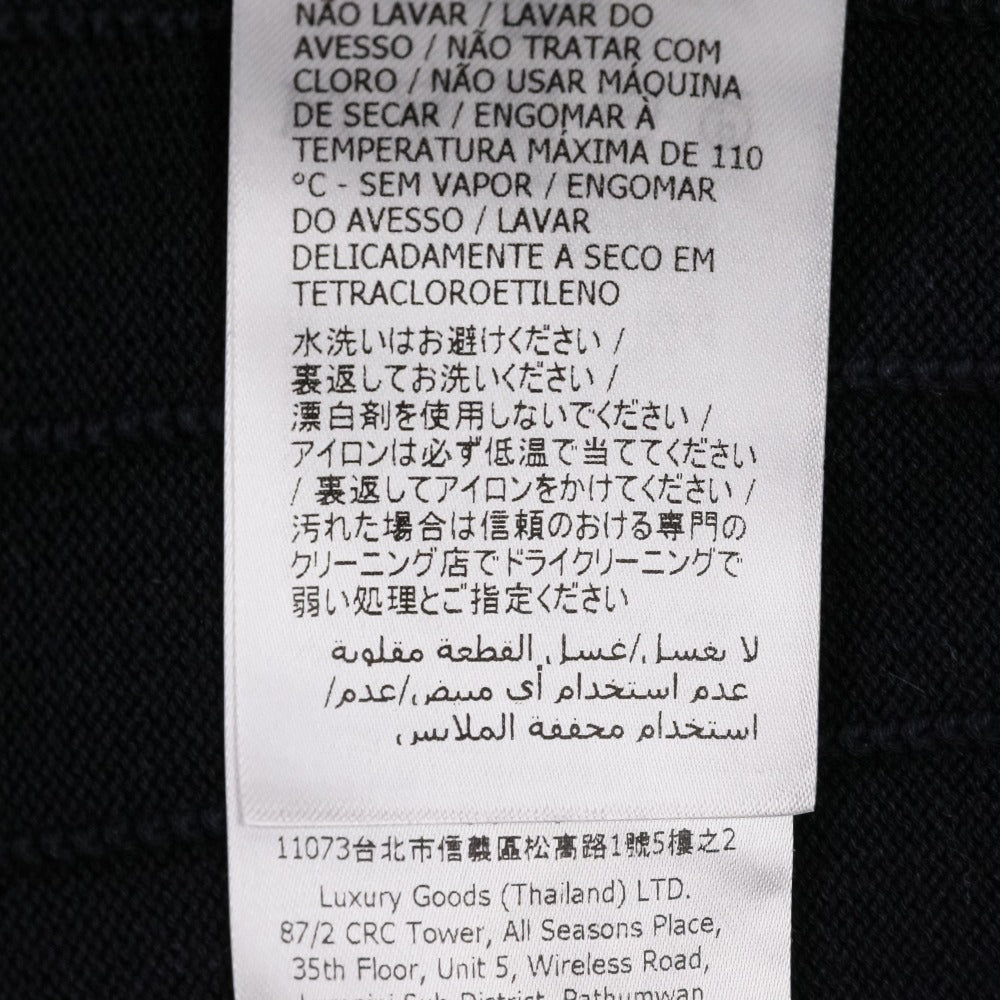 NÃO LAVAR / LAVAR DO
AVESSO / NÃO TRATAR COM
CLORO / NÃO USAR MÁQUINA
DE SECAR / ENGOMAR À
TEMPERATURA MÁXIMA DE 110
°C - SEM VAPOR / ENGOMAR
DO AVESSO / LAVAR
DELICADAMENTE A SECO EM
TETRACLOROETILENO
水洗いはお避けください /
裏返してお洗いください /
漂白剤を使用しないでください /
アイロンは必ず低温で当ててください
/ 裏返してアイロンをかけてください /
汚れた場合は信頼のおける専門の
クリーニング店でドライクリーニングで
弱い処理とご指定ください
لا يغسل/غسل القطعة مقلوبة
عدم استخدام أي مبيض/عدم/
استخدام مجففة الملابس
11073台北市信義區松高路1號5樓之2
Luxury Goods (Thailand) LTD.
87/2 CRC Tower, All Seasons Place,
35th Floor, Unit 5, Wireless Road,
Lumpini Sub-District, Pathumwan